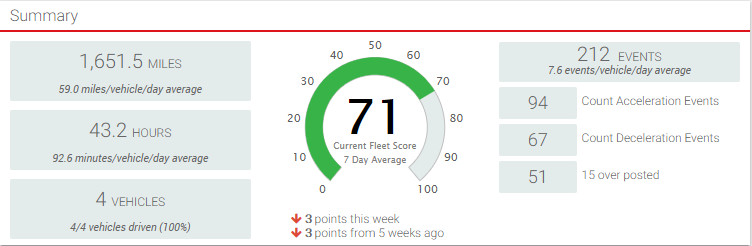 Summary
1,651.5 MILES
59.0 miles/vehicle/day average
43.2 HOURS
92.6 minutes/vehicle/day average
4 VEHICLES
4/4 vehicles driven (100%)
0
10
20
30
40
50
60
70
80
90
100
71
Current Fleet Score
7 Day Average
3 points this week
3 points from 5 weeks ago
212 EVENTS
7.6 events/vehicle/day average
94 Count Acceleration Events
67 Count Deceleration Events
51 15 over posted